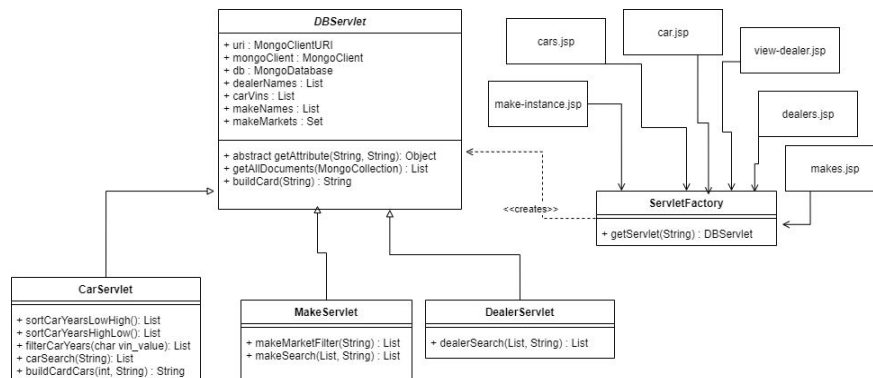 DBServlet
+ uri : MongoClientURI
+ mongoClient : MongoClient
+ db : MongoDatabase
+ dealerNames : List
+ carVins : List
+ makeNames : List
+ makeMarkets : Set
+ abstract getAttribute(String, String): Object
+ getAllDocuments(MongoCollection) : List
+ buildCard(String) : String
cars.jsp
car.jsp
view-dealer.jsp
make-instance.jsp
dealers.jsp
makes.jsp
<<creates>>
ServletFactory
+ getServlet(String) : DBServlet
CarServlet
+ sortCarYearsLowHigh(): List
+ sortCarYearsHighLow(): List
+ filterCarYears(char vin_value): List
+ carSearch(String): List
+ buildCardCars(int, String) : String
MakeServlet
+ makeMarketFilter(String) : List
+ makeSearch(List, String) : List
DealerServlet
+ dealerSearch(List, String) : List